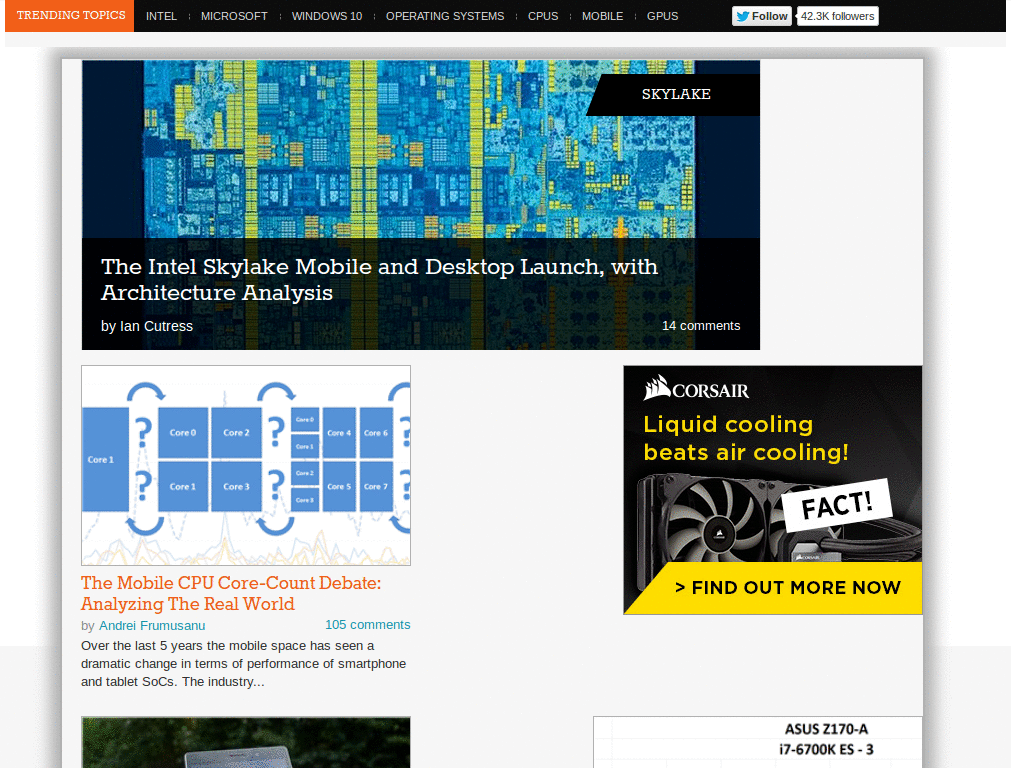 TRENDING TOPICS
INTEL
MICROSOFT
WINDOWS 10
OPERATING SYSTEMS
CPUS
MOBILE
GPUS
Follow
42.3K followers
SKYLAKE
The Intel Skylake Mobile and Desktop Launch, with
Architecture Analysis
by Ian Cutress
14 comments
Core 1
?
?
Core 0
Core 2
Core 1
Core 3
?
?
Core 0
Core 1
Core 2
Core 3
Core 4
Core 6
Core 5
Core 7
?
?
The Mobile CPU Core-Count Debate:
Analyzing The Real World
by Andrei Frumusanu
105 comments
Over the last 5 years the mobile space has seen a
dramatic change in terms of performance of smartphone
and tablet SoCs. The industry...
CORSAIR
Liquid cooling
beats air cooling!
FACT!
CORSAIR
> FIND OUT MORE NOW
ASUS Z170-A
i7-6700K ES - 3